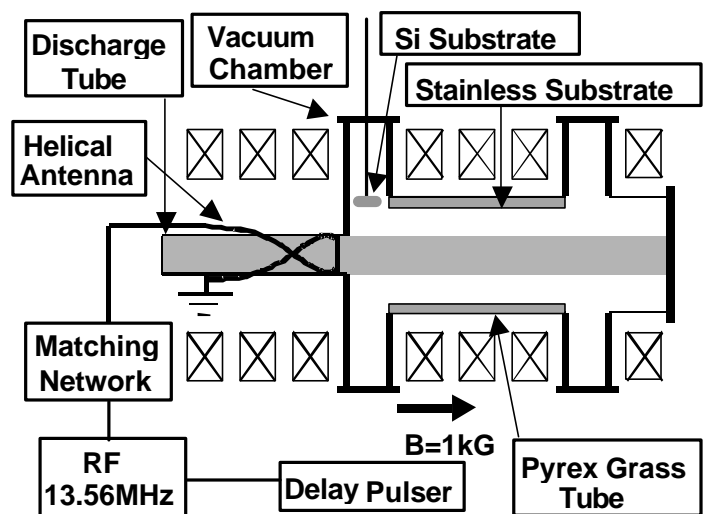 Discharge
Tube
Vacuum
Chamber
Si Substrate
Stainless Substrate
Helical
Antenna
Matching
Network
B=1kG
RF
13.56MHz
Delay Pulser
Pyrex Grass
Tube